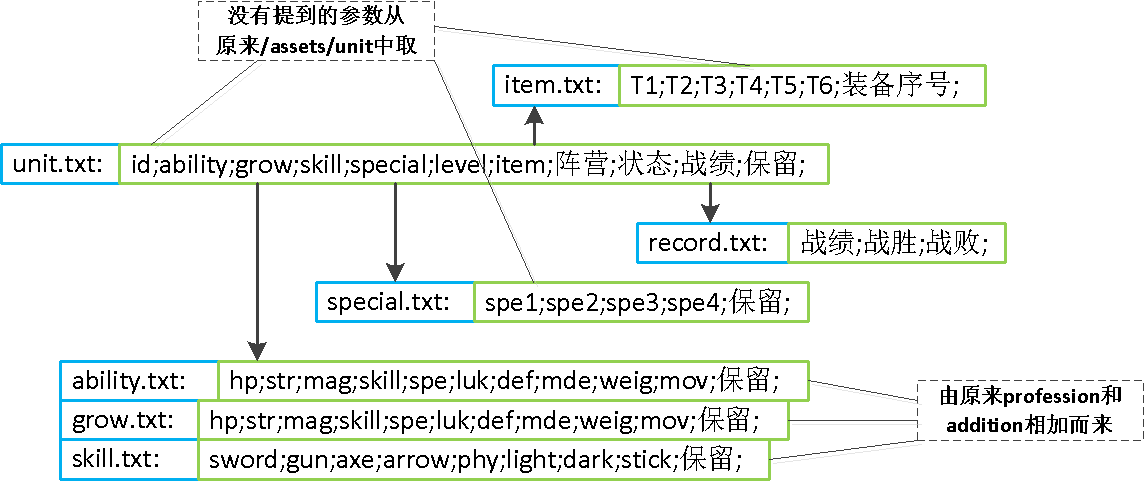 没有提到的参数从
原来/assets/unit中取
item.txt: T1;T2;T3;T4;T5;T6;装备序号;
unit.txt: id;ability;grow;skill;special;level;item;阵营;状态;战绩;保留;
record.txt: 战绩;战胜;战败;
special.txt: spe1;spe2;spe3;spe4;保留;
ability.txt: hp;str;mag;skill;spe;luk;def;mde;weig;mov;保留;
grow.txt: hp;str;mag;skill;spe;luk;def;mde;weig;mov;保留;
skill.txt: sword;gun;axe;arrow;phy;light;dark;stick;保留;
由原来profession和
addition相加而来